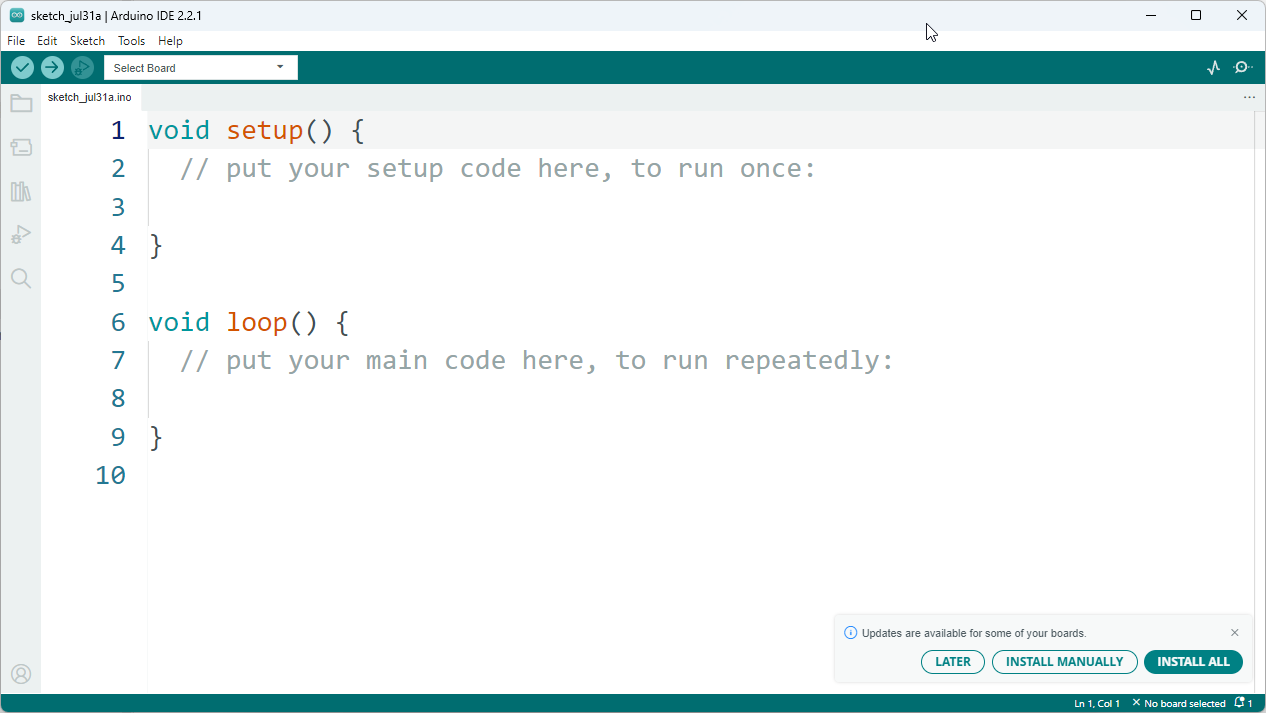 sketch_jul31a | Arduino IDE 2.2.1
File Edit Sketch Tools Help
Select Board
sketch_jul31a.ino
1 void setup() {
2 // put your setup code here, to run once:
3
4 }
5
6 void loop() {
7 // put your main code here, to run repeatedly:
8
9 }
10
Updates are available for some of your boards.
LATER INSTALL MANUALLY INSTALL ALL
Ln 1, Col 1 × No board selected 1